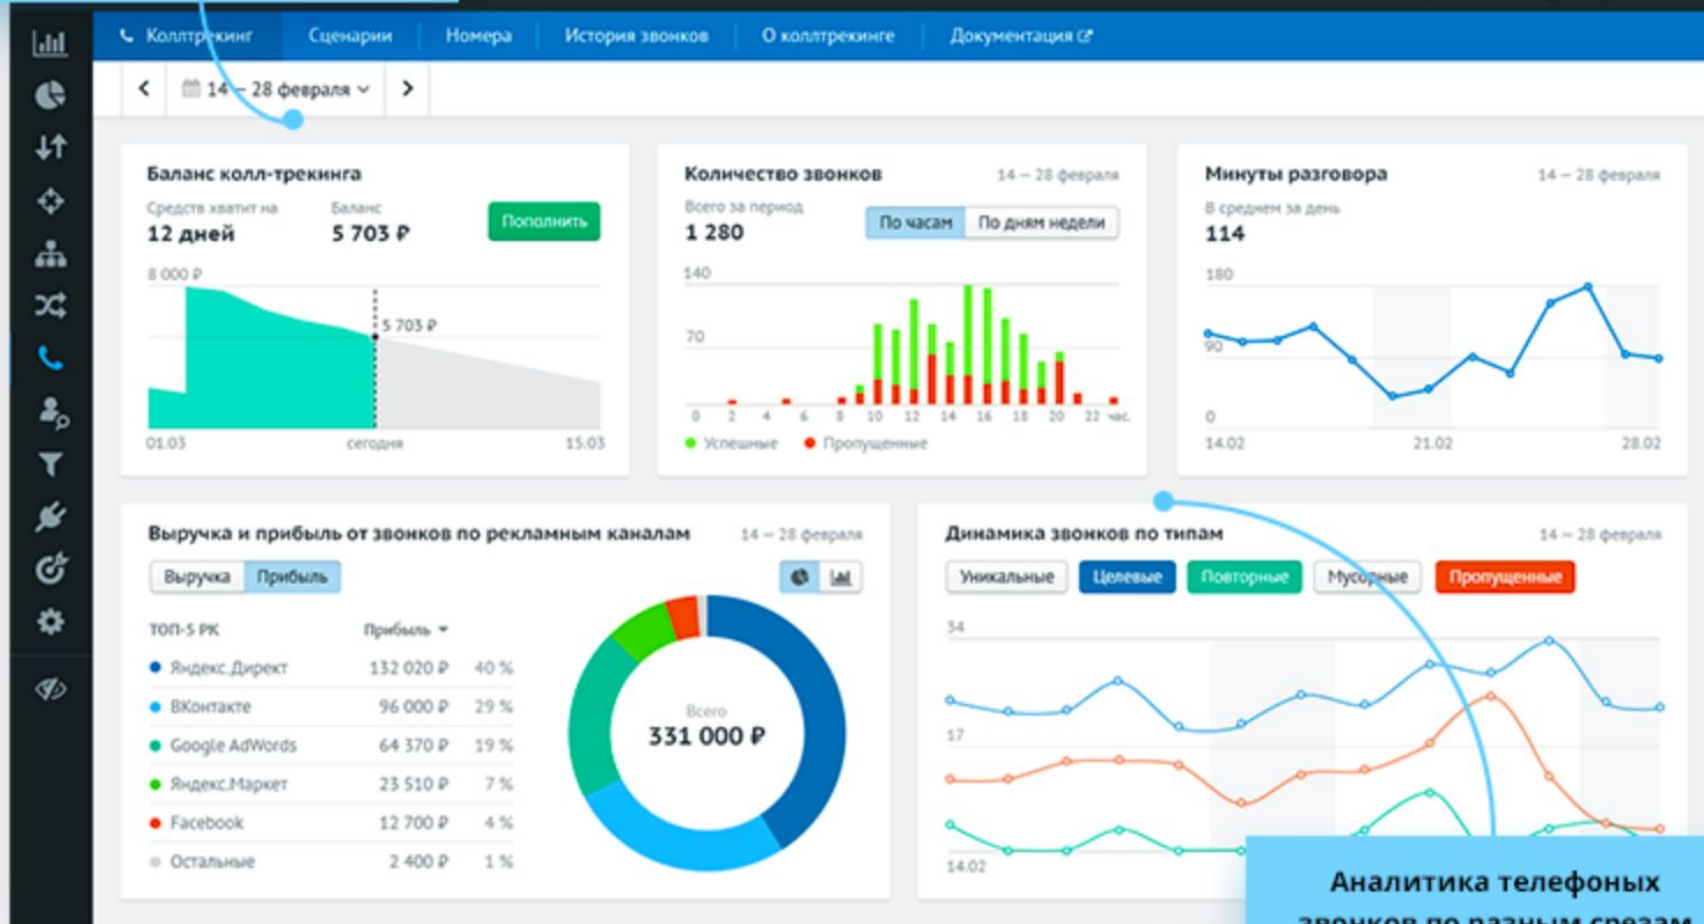 Коллтрекинг Сценарии Номера История звонков О коллтрекинге Документация
14 – 28 февраля
Баланс колл-трекинга
Средств хватит на Баланс
12 дней 5 703 ₽ Пополнить
8 000 ₽
5 703 ₽
01.03 сегодня 15.03
Количество звонков 14 – 28 февраля
Всего за период
1 280 По часам По дням недели
140
70
0 2 4 6 8 10 12 14 16 18 20 22 час.
Успешные Пропущенные
Минуты разговора 14 – 28 февраля
В среднем за день
114
180
90
0
14.02 21.02 28.02
Выручка и прибыль от звонков по рекламным каналам 14 – 28 февраля
Выручка Прибыль
ТОП-5 РК Прибыль
Яндекс.Директ 132 020 ₽ 40 %
ВКонтакте 96 000 ₽ 29 %
Google AdWords 64 370 ₽ 19 %
Яндекс.Маркет 23 510 ₽ 7 %
Facebook 12 700 ₽ 4 %
Остальные 2 400 ₽ 1 %
Всего
331 000 ₽
Динамика звонков по типам 14 – 28 февраля
Уникальные Целевые Повторные Мусорные Пропущенные
34
17
14.02
Аналитика телефоных
звонков по разным срезам